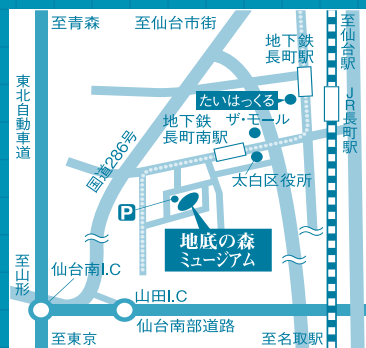 至青森
至仙台市街
至仙台駅
地下鉄
長町駅
東北自動車道
たいはっくる
JR長町駅
地下鉄
長町南駅
ザ・モール
国道286号
太白区役所
P
地底の森
ミュージアム
至山形
仙台南I.C
山田I.C
仙台南部道路
至東京
至名取駅